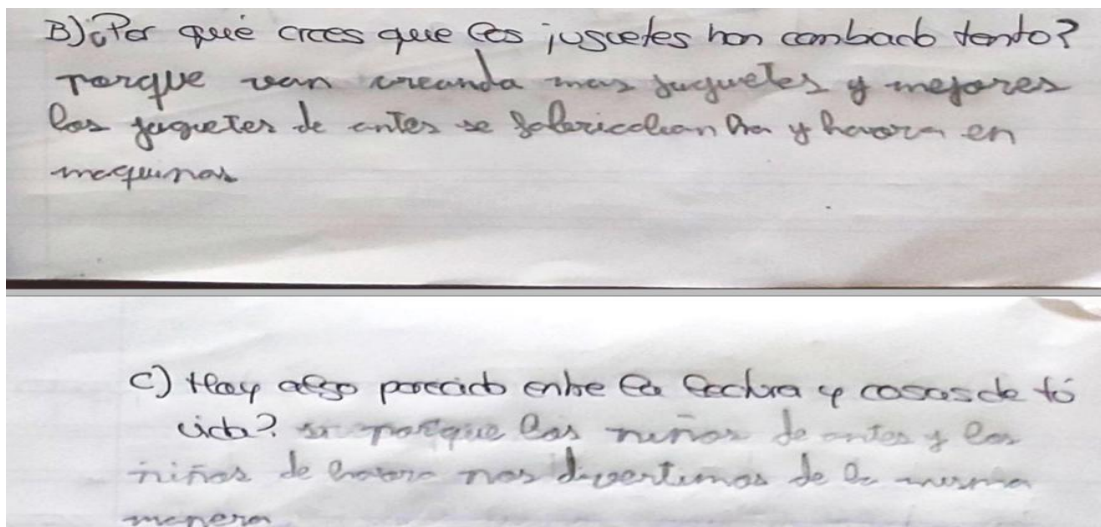 B) ¿Por qué crees que los juguetes han cambiado tanto?
Porque van creando mas juguetes y mejores
los juguetes de antes se fabricaban y haora en
maquinas
C) Hay algo parecido entre la lectura y cosas de tú
vida? si porque los niños de antes y los
niños de haora nos divertimos de la misma
manera